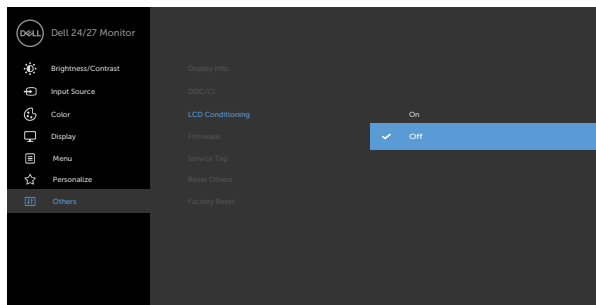 DELL Dell 24/27 Monitor
Brightness/Contrast Display Info
Input Source DDC/CI
Color LCD Conditioning On
Display Firmware Off
Menu Service Tag
Personalize Reset Others
Others Factory Reset